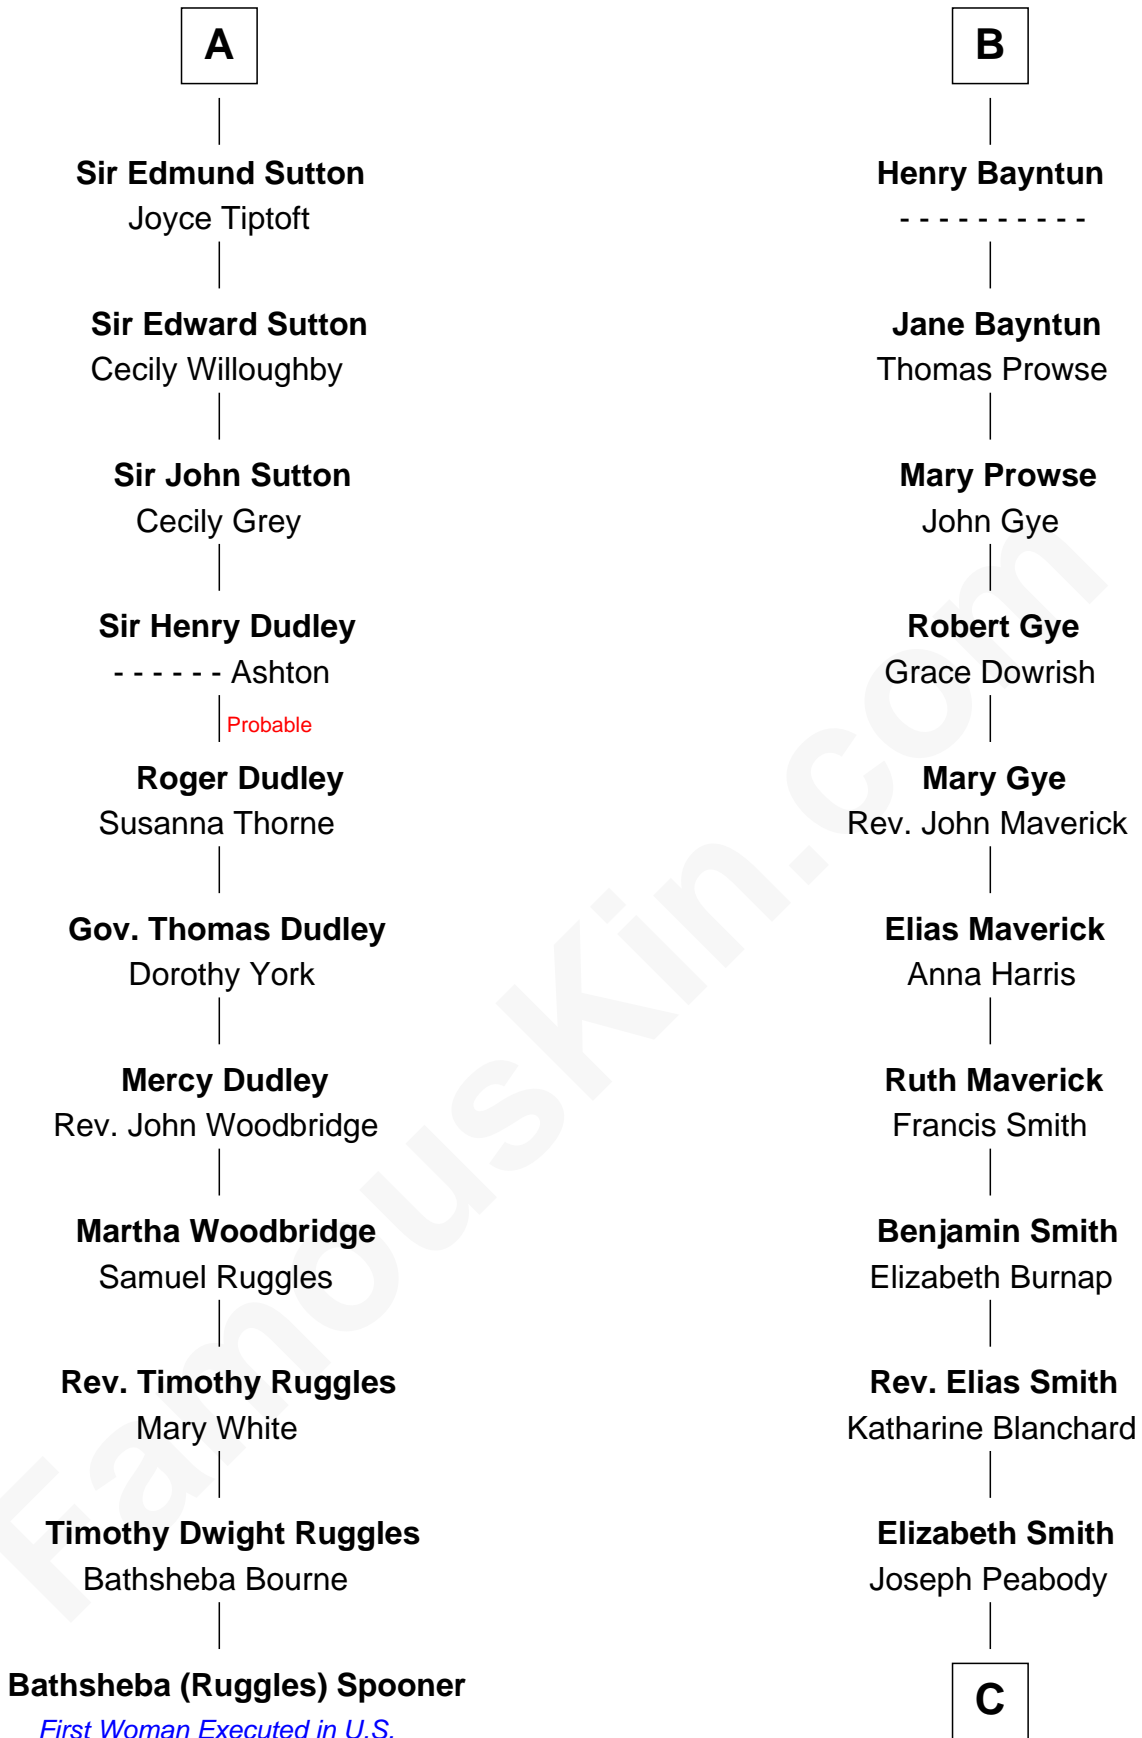 A
Sir Edmund Sutton
Joyce Tiptoft
Sir Edward Sutton
Cecily Willoughby
Sir John Sutton
Cecily Grey
Sir Henry Dudley
- - - - - - Ashton
Probable
Roger Dudley
Susanna Thorne
Gov. Thomas Dudley
Dorothy York
Mercy Dudley
Rev. John Woodbridge
Martha Woodbridge
Samuel Ruggles
Rev. Timothy Ruggles
Mary White
Timothy Dwight Ruggles
Bathsheba Bourne
Bathsheba (Ruggles) Spooner
First Woman Executed in U.S.
B
Henry Bayntun
- - - - - - - - - -
Jane Bayntun
Thomas Prowse
Mary Prowse
John Gye
Robert Gye
Grace Dowrish
Mary Gye
Rev. John Maverick
Elias Maverick
Anna Harris
Ruth Maverick
Francis Smith
Benjamin Smith
Elizabeth Burnap
Rev. Elias Smith
Katharine Blanchard
Elizabeth Smith
Joseph Peabody
C
FamousKin.com